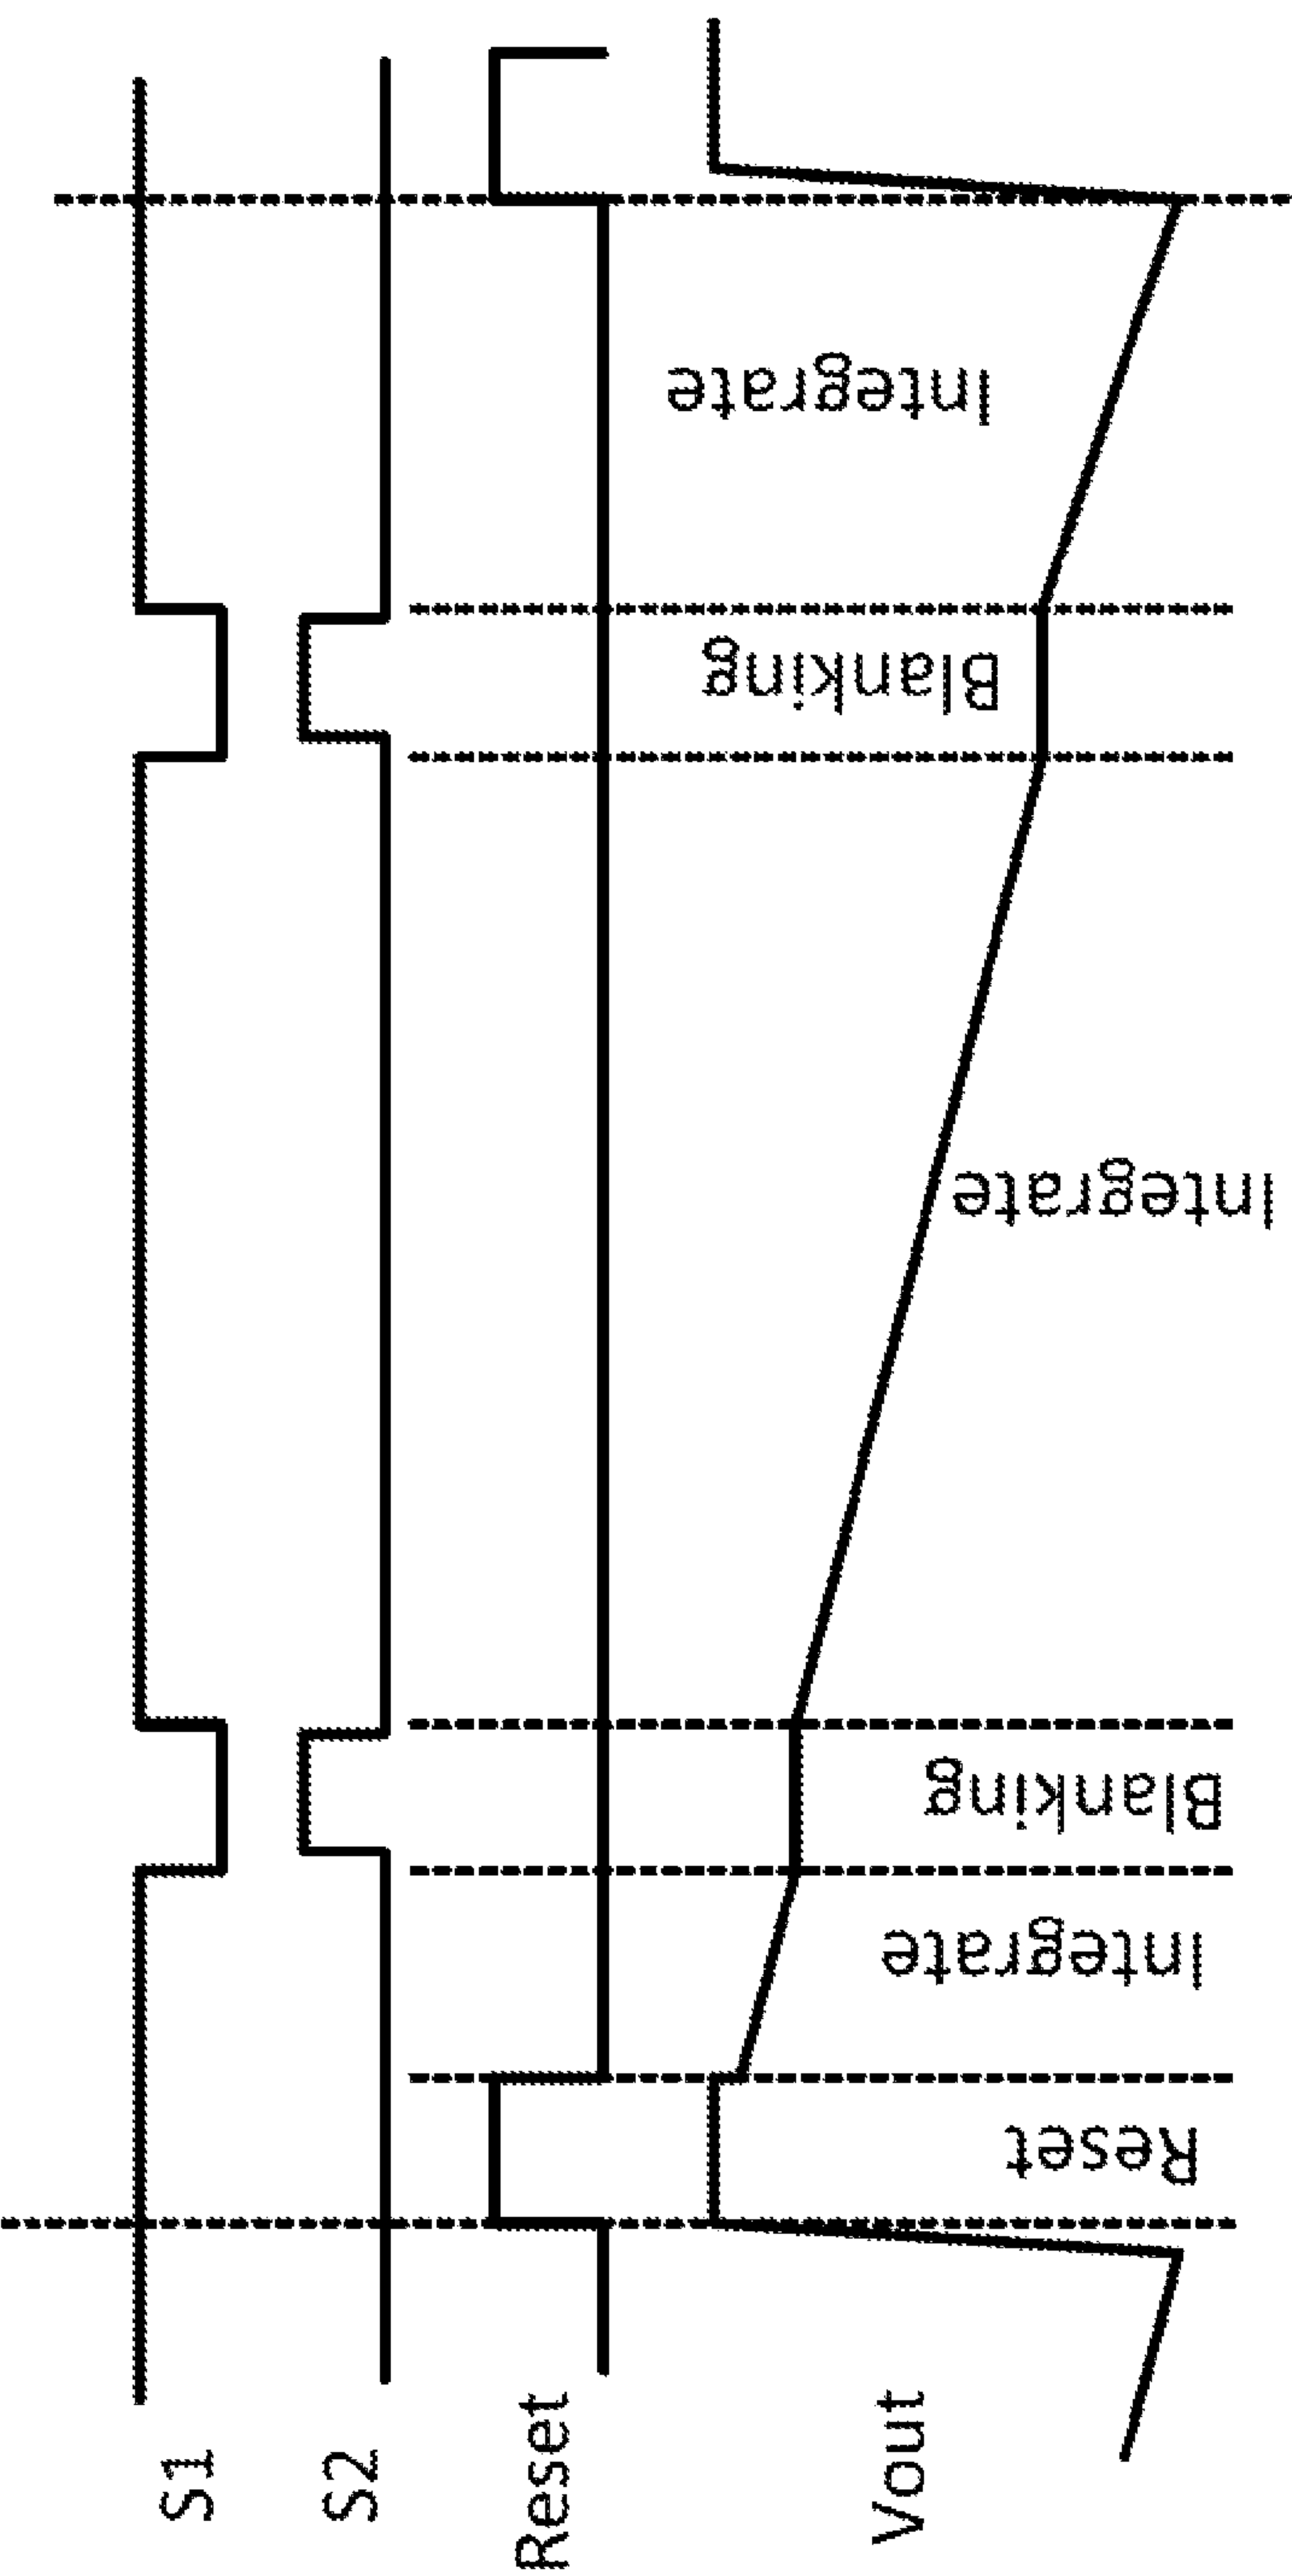 S1
S2
Reset
Vout
Reset
Integrate
Blanking
Integrate
Blanking
Integrate